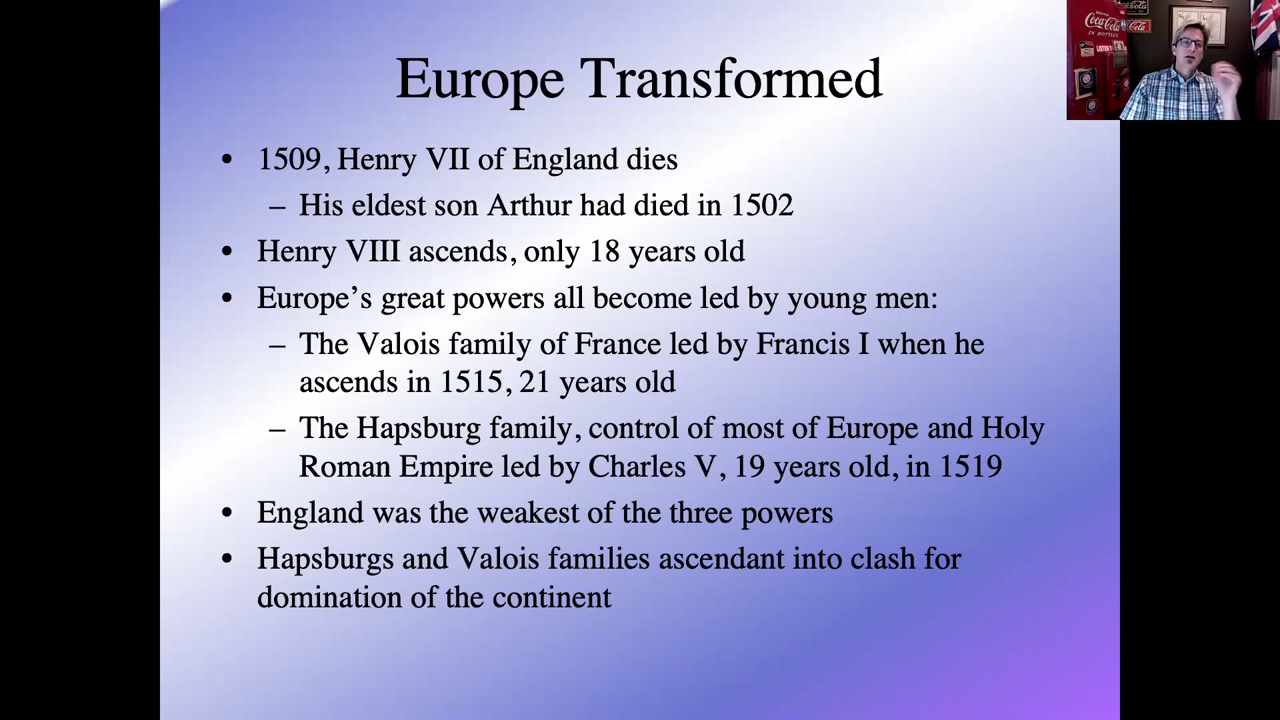 Europe Transformed
• 1509, Henry VII of England dies
– His eldest son Arthur had died in 1502
• Henry VIII ascends, only 18 years old
• Europe’s great powers all become led by young men:
– The Valois family of France led by Francis I when he
ascends in 1515, 21 years old
– The Hapsburg family, control of most of Europe and Holy
Roman Empire led by Charles V, 19 years old, in 1519
• England was the weakest of the three powers
• Hapsburgs and Valois families ascendant into clash for
domination of the continent
Coca-Cola
IN BOTTLES